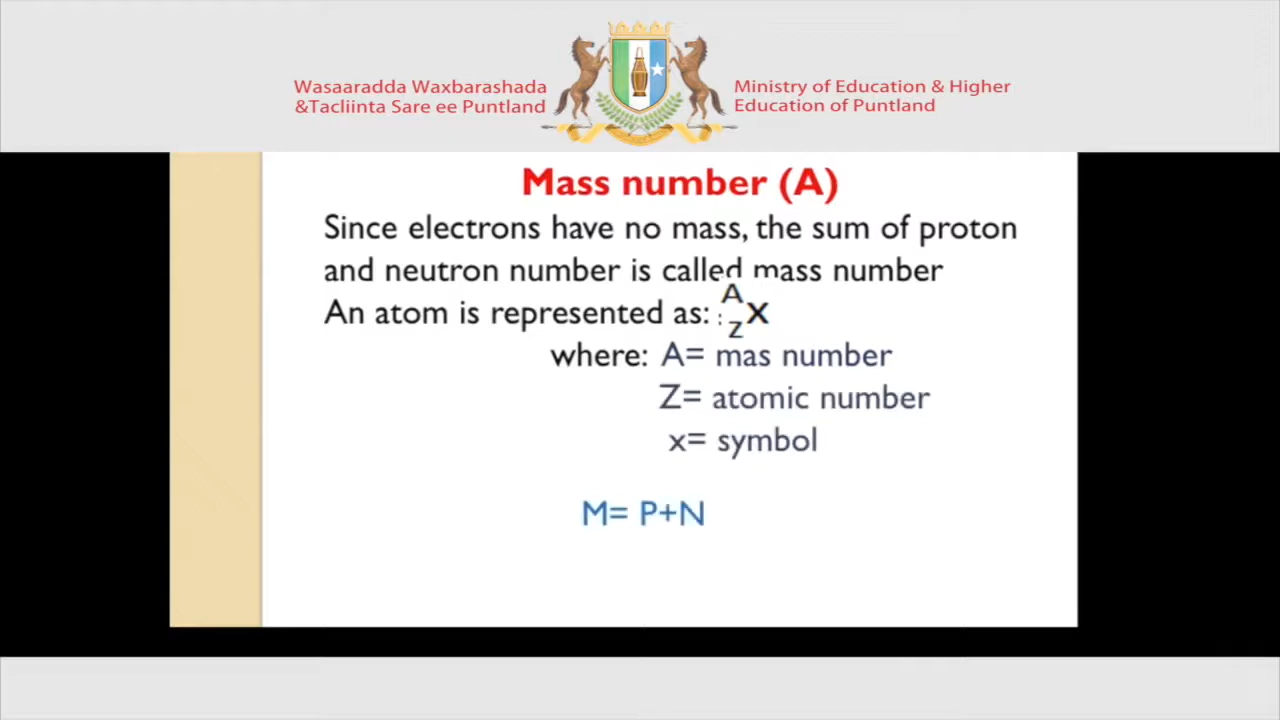 Wasaaradda Waxbarashada
&Tacliinta Sare ee Puntland
Ministry of Education & Higher
Education of Puntland
Mass number (A)
Since electrons have no mass, the sum of proton
and neutron number is called mass number
An atom is represented as: :
A
Z
X
where: A= mas number
Z= atomic number
x= symbol
M= P+N